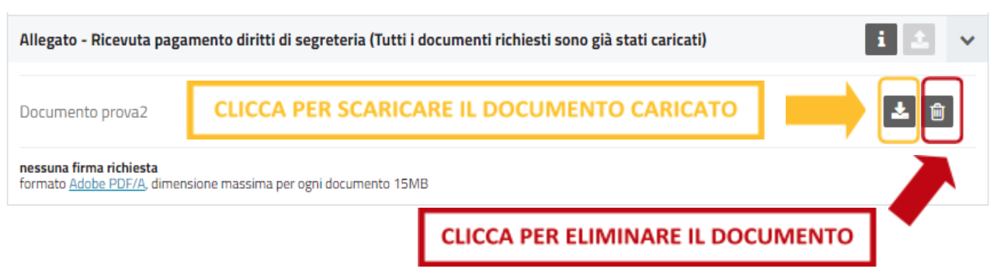 Allegato - Ricevuta pagamento diritti di segreteria (Tutti i documenti richiesti sono già stati caricati)
Documento prova2
CLICCA PER SCARICARE IL DOCUMENTO CARICATO
nessuna firma richiesta
formato Adobe PDF/A, dimensione massima per ogni documento 15MB
CLICCA PER ELIMINARE IL DOCUMENTO